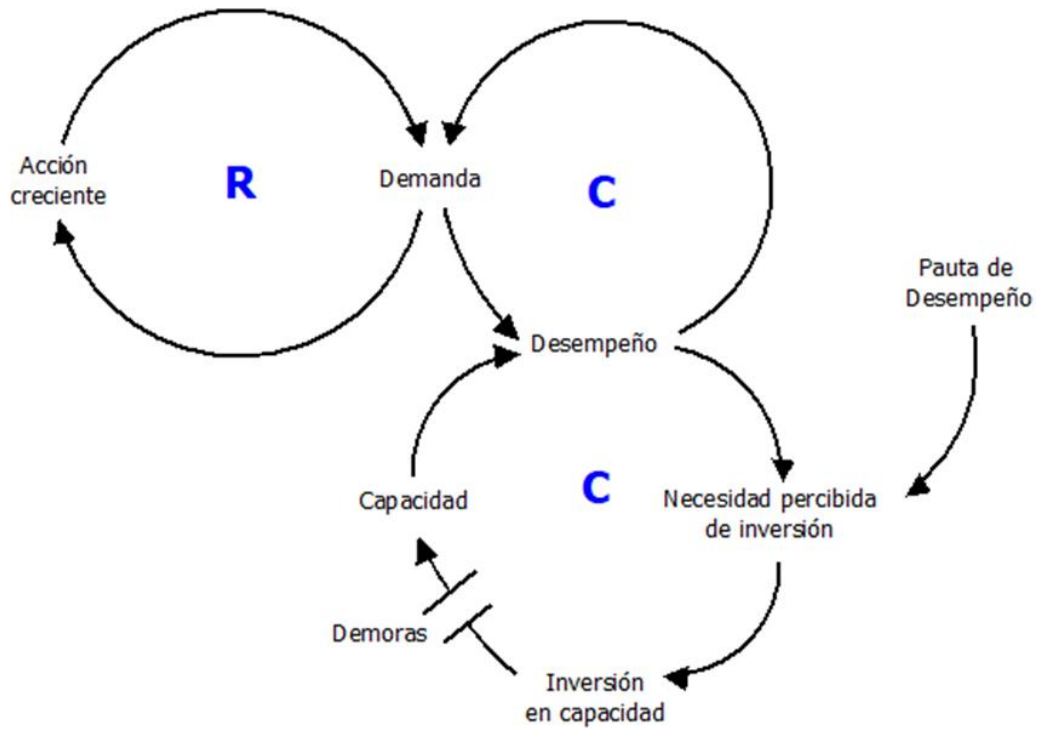 Acción
creciente
R
Demanda
C
Pauta de
Desempeño
Desempeño
Capacidad
C
Necesidad percibida
de inversión
Demoras
Inversión
en capacidad